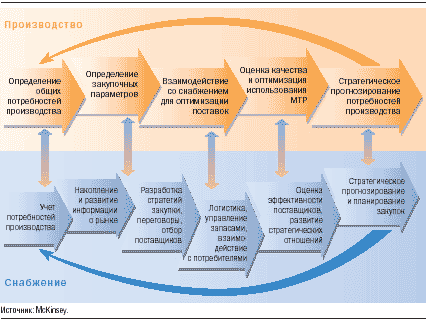 Производство
Определение
общих
потребностей
производства
Определение
закупочных
параметров
Взаимодействие
со снабжением
для оптимизации
поставок
Оценка качества
и оптимизация
использования
МТР
Стратегическое
прогнозирование
потребностей
производства
Учет
потребностей
производства
Накопление
и развитие
информации
о рынке
Разработка
стратегий
закупки,
переговоры,
отбор
поставщиков
Логистика,
управление
запасами,
взаимо
действие
с потребителями
Оценка
эффективности
поставщиков,
развитие
стратегических
отношений
Стратегическое
прогнозирование
и планирование
закупок
Снабжение
Источник: McKinsey.